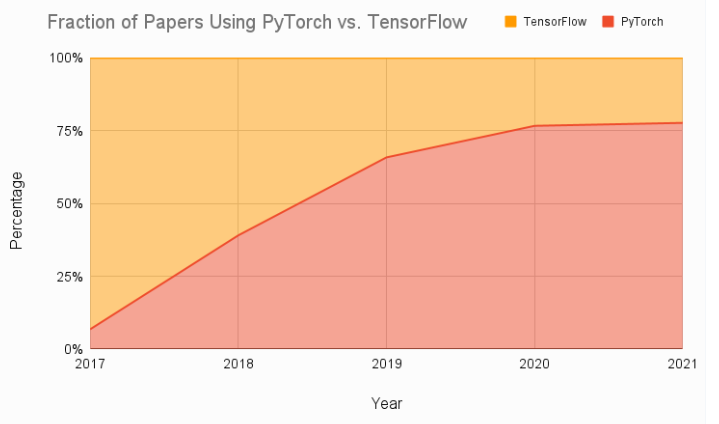 Fraction of Papers Using PyTorch vs. TensorFlow
TensorFlow PyTorch
100%
75%
50%
25%
0%
Percentage
2017 2018 2019 2020 2021
Year